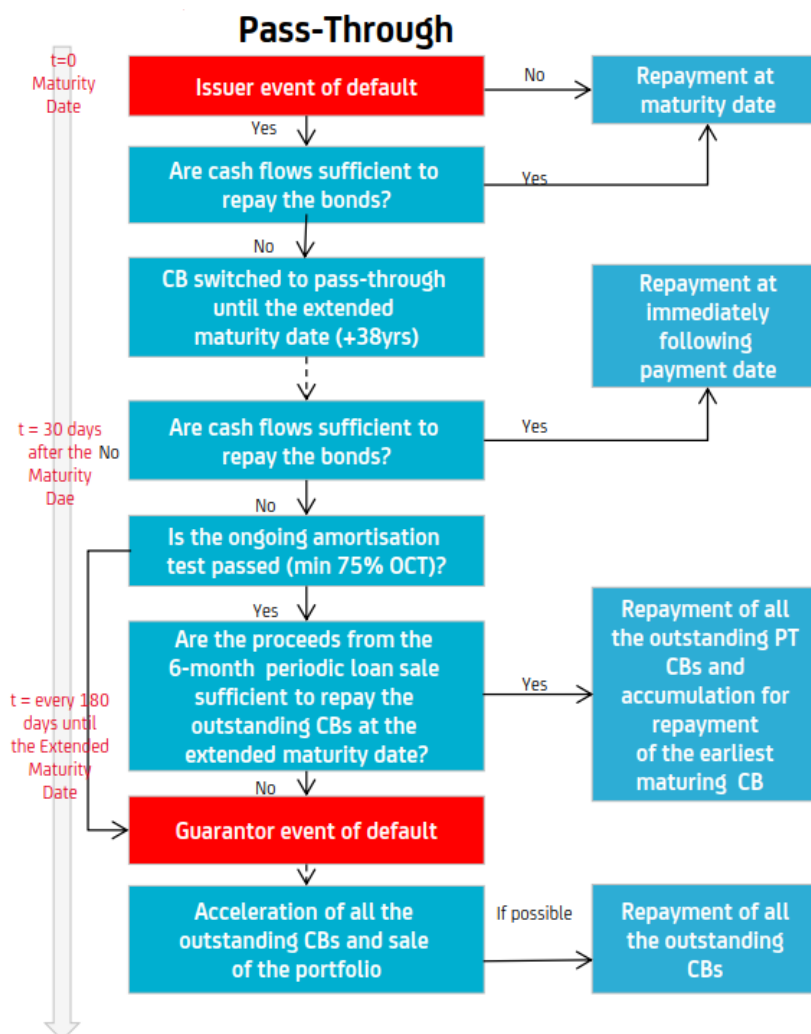 Pass-Through
t=0
Maturity
Date
Issuer event of default
No
Repayment at
maturity date
Yes
Are cash flows sufficient to
repay the bonds?
Yes
No
CB switched to pass-through
until the extended
maturity date (+38yrs)
Repayment at
immediately
following
payment date
t = 30 days
after the
Maturity
Dae
No
Are cash flows sufficient to
repay the bonds?
Yes
No
Is the ongoing amortisation
test passed (min 75% OCT)?
Yes
Are the proceeds from the
6-month periodic loan sale
sufficient to repay the
outstanding CBs at the
extended maturity date?
Yes
Repayment of all
the outstanding PT
CBs and
accumulation for
repayment
of the earliest
maturing CB
t = every 180
days until
the Extended
Maturity
Date
No
Guarantor event of default
Acceleration of all the
outstanding CBs and sale
of the portfolio
If possible
Repayment of all
the outstanding
CBs